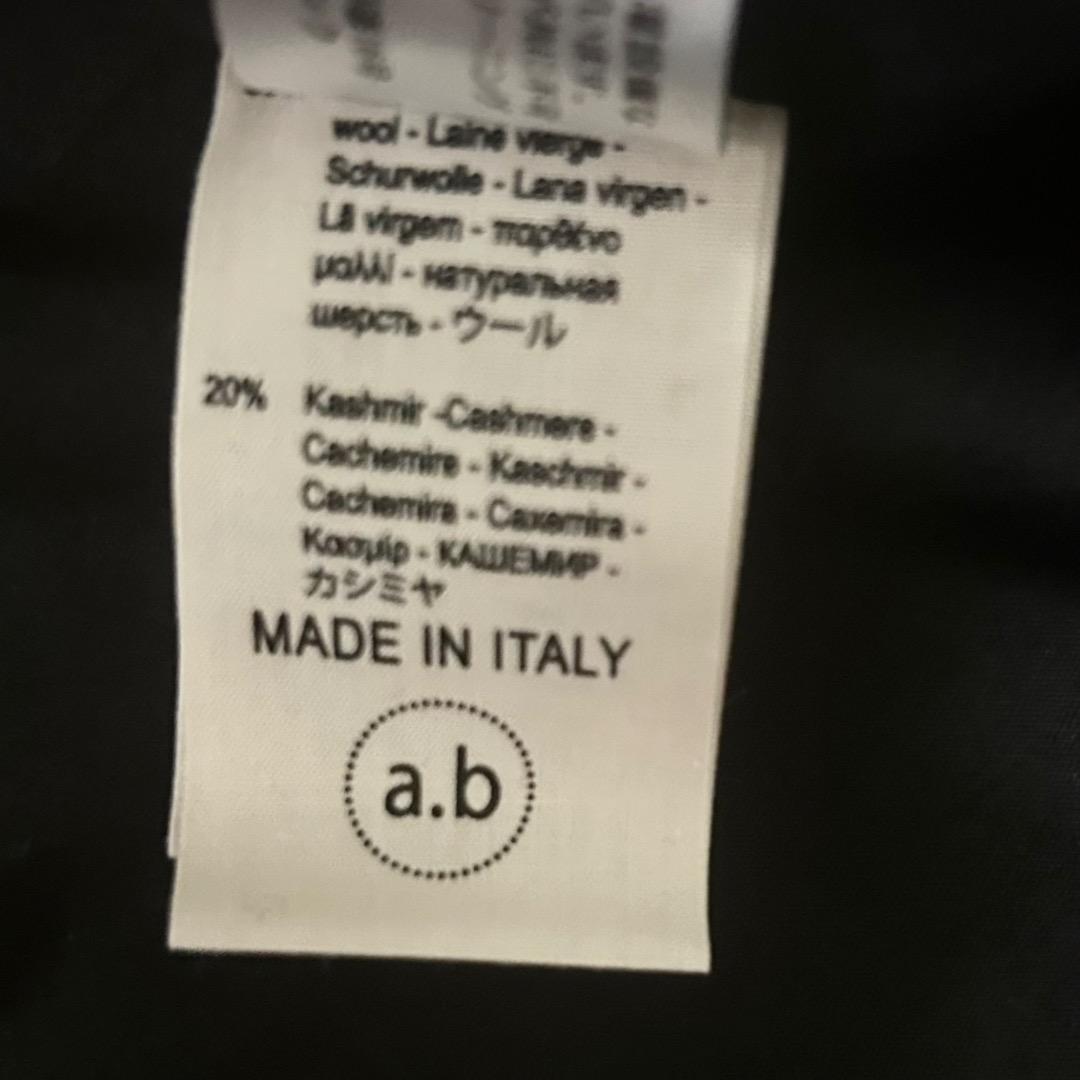 wool - Laine vierge -
Schurwolle - Lana virgen -
Lã virgem - παρθένο
μαλλί - натуральная
шерсть - ウール
20% Kashmir -Cashmere -
Cachemire - Kaschmir -
Cachemira - Caxemira -
Κασμίρ - КАШЕМИР -
カシミヤ
MADE IN ITALY
a.b